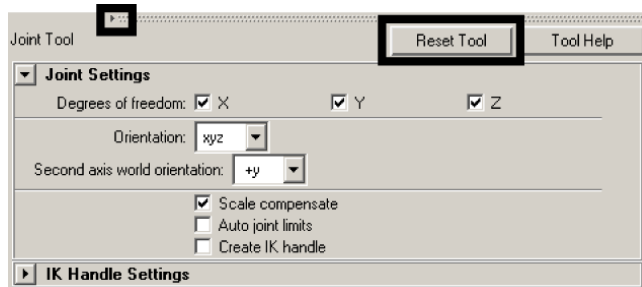 Joint Tool Reset Tool Tool Help
Joint Settings
Degrees of freedom: X Y Z
Orientation: xyz
Second axis world orientation: +y
Scale compensate
Auto joint limits
Create IK handle
IK Handle Settings